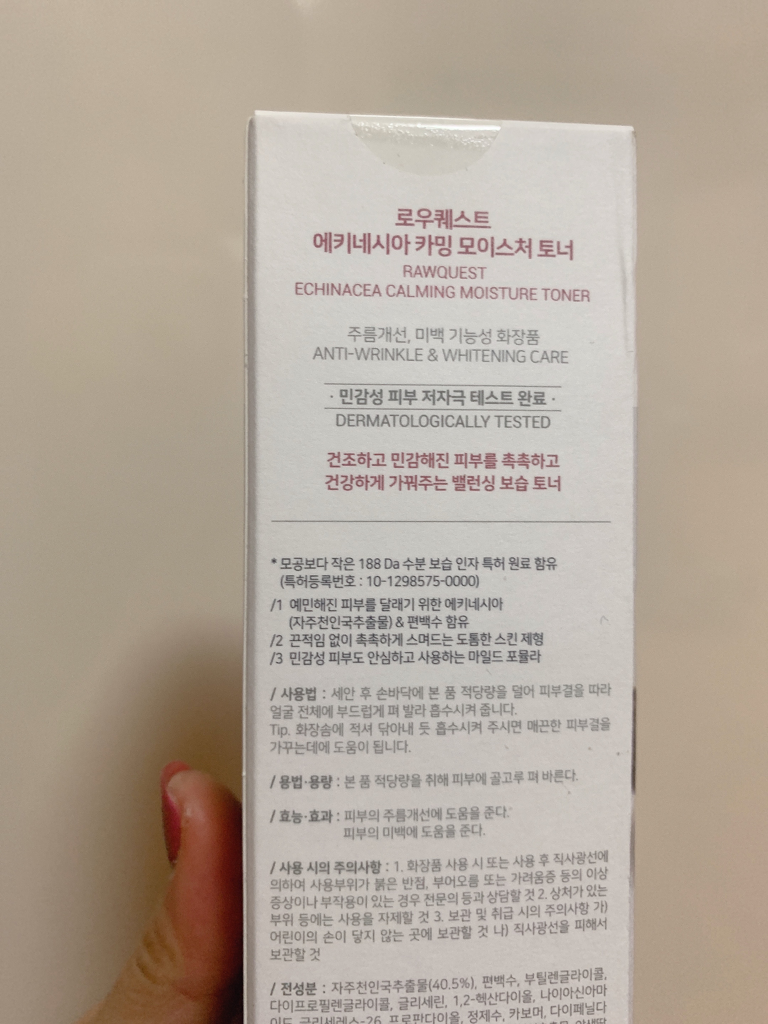 로우퀘스트
에키네시아 카밍 모이스처 토너
RAWQUEST
ECHINACEA CALMING MOISTURE TONER
주름개선, 미백 기능성 화장품
ANTI-WRINKLE & WHITENING CARE
· 민감성 피부 저자극 테스트 완료 ·
DERMATOLOGICALLY TESTED
건조하고 민감해진 피부를 촉촉하고
건강하게 가꿔주는 밸런싱 보습 토너
* 모공보다 작은 188 Da 수분 보습 인자 특허 원료 함유
(특허등록번호 : 10-1298575-0000)
/1 예민해진 피부를 달래기 위한 에키네시아
(자주천인국추출물) & 편백수 함유
/2 끈적임 없이 촉촉하게 스며드는 도톰한 스킨 제형
/3 민감성 피부도 안심하고 사용하는 마일드 포뮬라
/ 사용법 : 세안 후 손바닥에 본 품 적당량을 덜어 피부결을 따라
얼굴 전체에 부드럽게 펴 발라 흡수시켜 줍니다.
Tip. 화장솜에 적셔 닦아내 듯 흡수시켜 주시면 매끈한 피부결을
가꾸는데에 도움이 됩니다.
/ 용법·용량 : 본 품 적당량을 취해 피부에 골고루 펴 바른다.
/ 효능·효과 : 피부의 주름개선에 도움을 준다.
피부의 미백에 도움을 준다.
/ 사용 시의 주의사항 : 1. 화장품 사용 시 또는 사용 후 직사광선에
의하여 사용부위가 붉은 반점, 부어오름 또는 가려움증 등의 이상
증상이나 부작용이 있는 경우 전문의 등과 상담할 것 2. 상처가 있는
부위 등에는 사용을 자제할 것 3. 보관 및 취급 시의 주의사항 가)
어린이의 손이 닿지 않는 곳에 보관할 것 나) 직사광선을 피해서
보관할 것
/ 전성분 : 자주천인국추출물(40.5%), 편백수, 부틸렌글라이콜,
다이프로필렌글라이콜, 글리세린, 1,2-헥산다이올, 나이아신아마
이드, 글리세레스-26, 프로판다이올, 정제수, 카보머, 다이페닐다